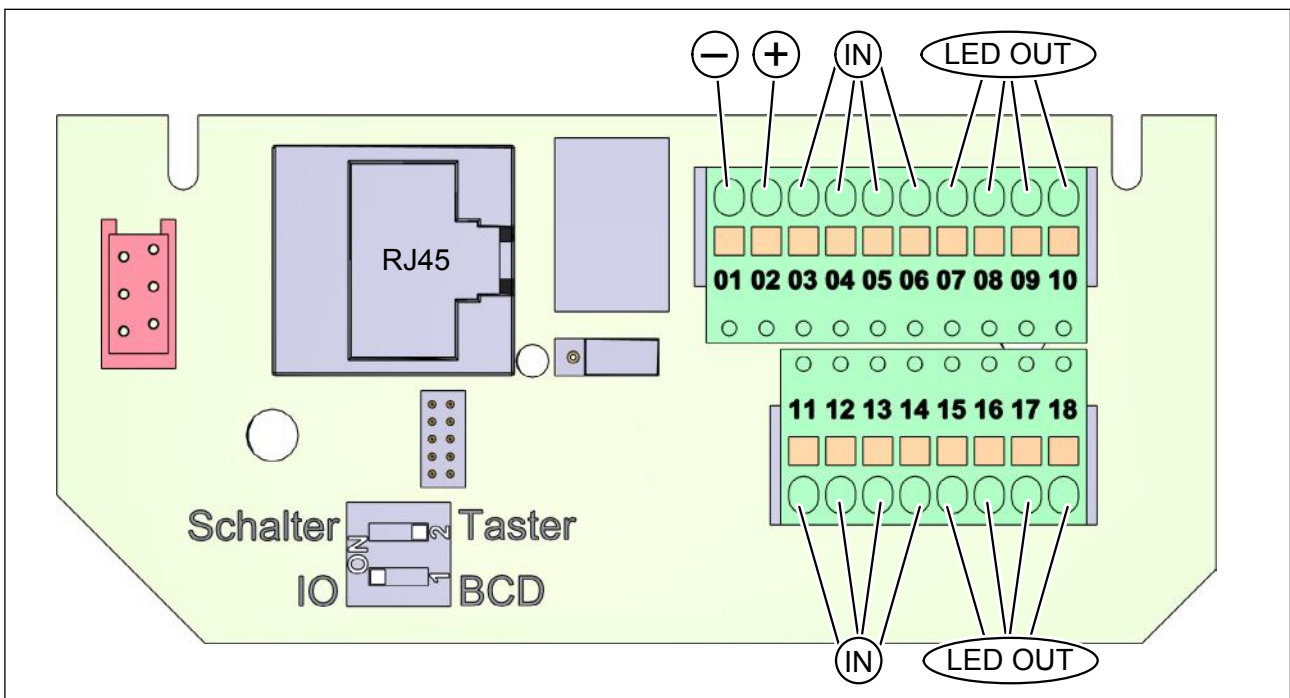 − + IN LED OUT
RJ45
01 02 03 04 05 06 07 08 09 10
11 12 13 14 15 16 17 18
Schalter ON 2 Taster
IO 1 BCD
IN LED OUT